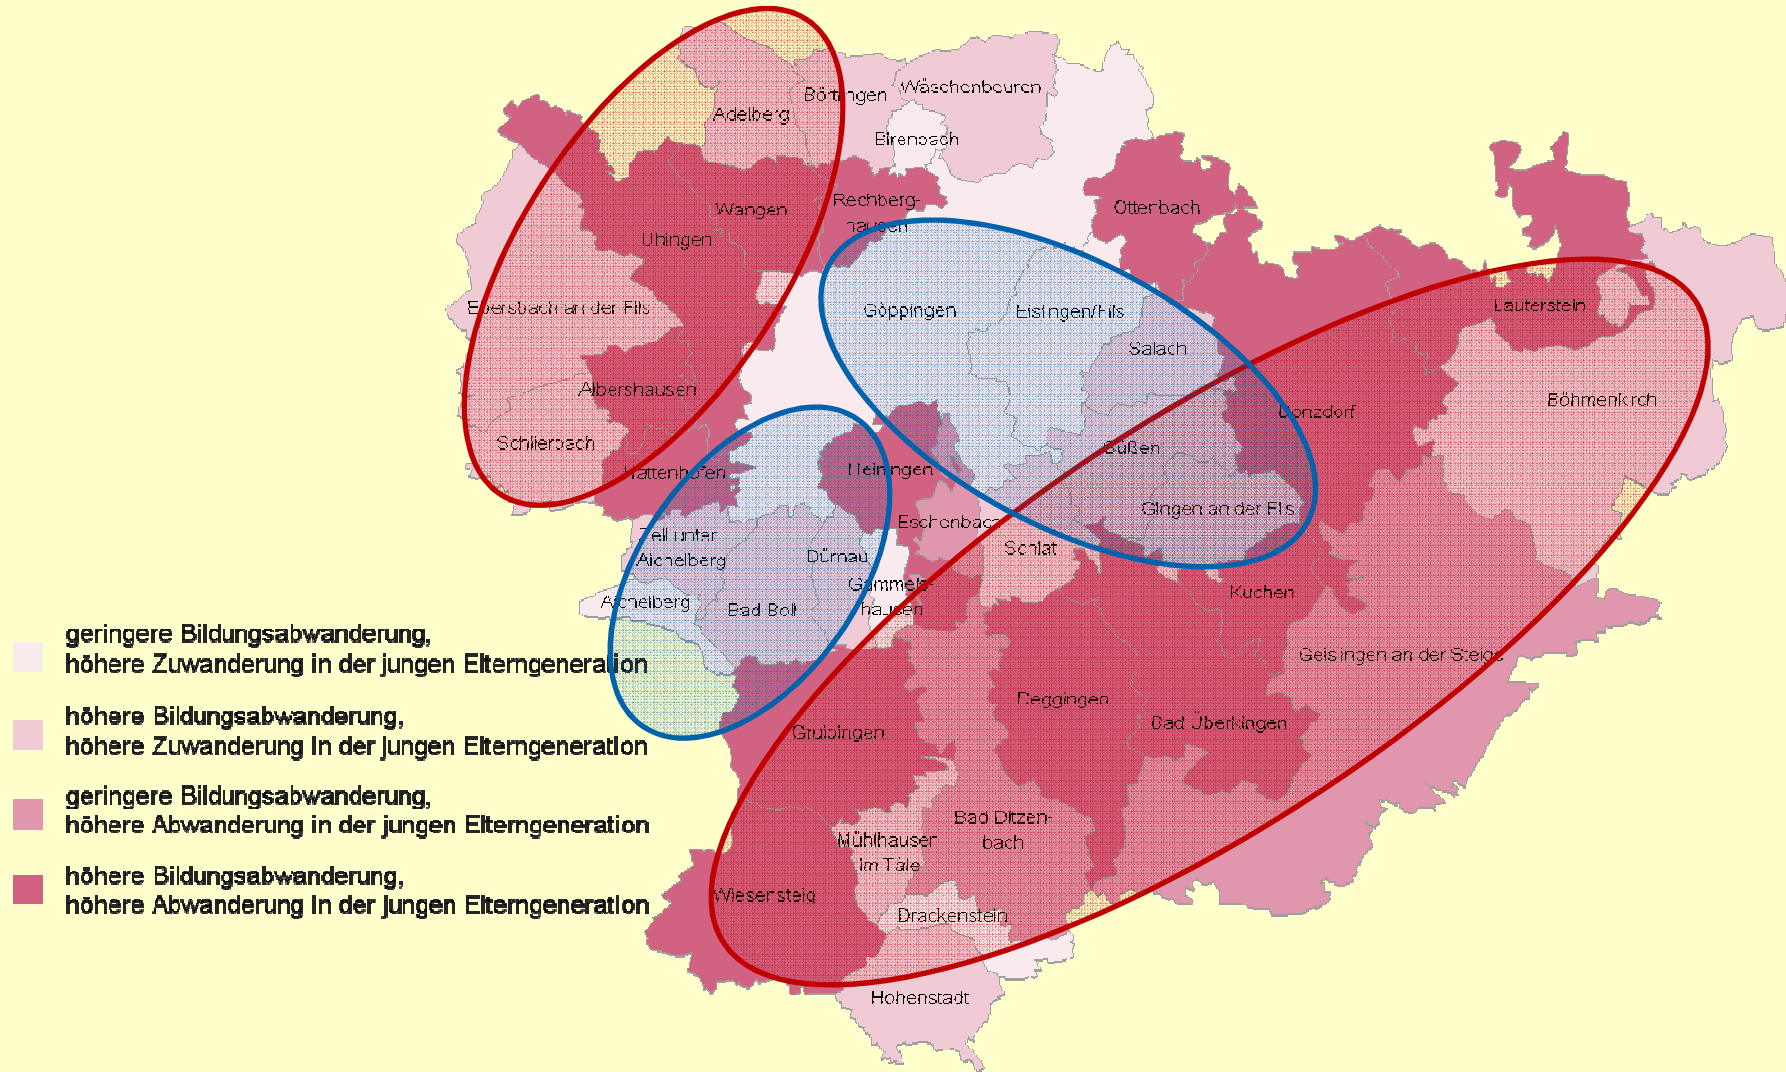 Börtlingen
Wäschenbeuren
Adelberg
Birenbach
Wangen
Rechberg-
hausen
Ottenbach
Uhingen
Ebersbach an der Fils
Göppingen
Eislingen/Fils
Lauterstein
Salach
Albershausen
Donzdorf
Böhmenkirch
Schlierbach
Süßen
Hattenhofen
Heiningen
Gingen an der Fils
Eschenbach
Zell unter
Aichelberg
Dürnau
Schlat
Gammels-
hausen
Kuchen
Aichelberg
Bad Boll
geringere Bildungsabwanderung,
höhere Zuwanderung in der jungen Elterngeneration
Geislingen an der Steige
Deggingen
höhere Bildungsabwanderung,
höhere Zuwanderung in der jungen Elterngeneration
Gruibingen
Bad Überkingen
geringere Bildungsabwanderung,
höhere Abwanderung in der jungen Elterngeneration
Bad Ditzen-
bach
Mühlhausen
im Täle
höhere Bildungsabwanderung,
höhere Abwanderung in der jungen Elterngeneration
Wiesensteig
Drackenstein
Hohenstadt